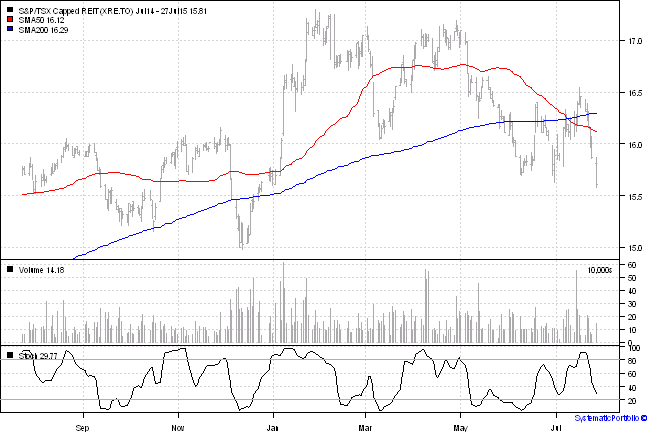 S&P/TSX Capped REIT (XRE.TO) Jul14 - 27Jul15 15.81
SMA50 16.12
SMA200 16.29
17.0
16.5
16.0
15.5
15.0
Volume 14.18
10,000s
60
50
40
30
20
10
0
Stoch 29.77
100
80
60
40
20
Sep Nov Jan Mar May Jul
SystematicPortfolio ©